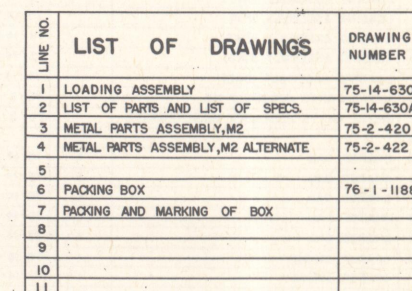 LINE NO. LIST OF DRAWINGS DRAWING NUMBER
1 LOADING ASSEMBLY 75-14-630
2 LIST OF PARTS AND LIST OF SPECS. 75-14-630
3 METAL PARTS ASSEMBLY,M2 75-2-420
4 METAL PARTS ASSEMBLY,M2 ALTERNATE 75-2-422
5
6 PACKING BOX 76-1-118
7 PACKING AND MARKING OF BOX
8
9
10
11